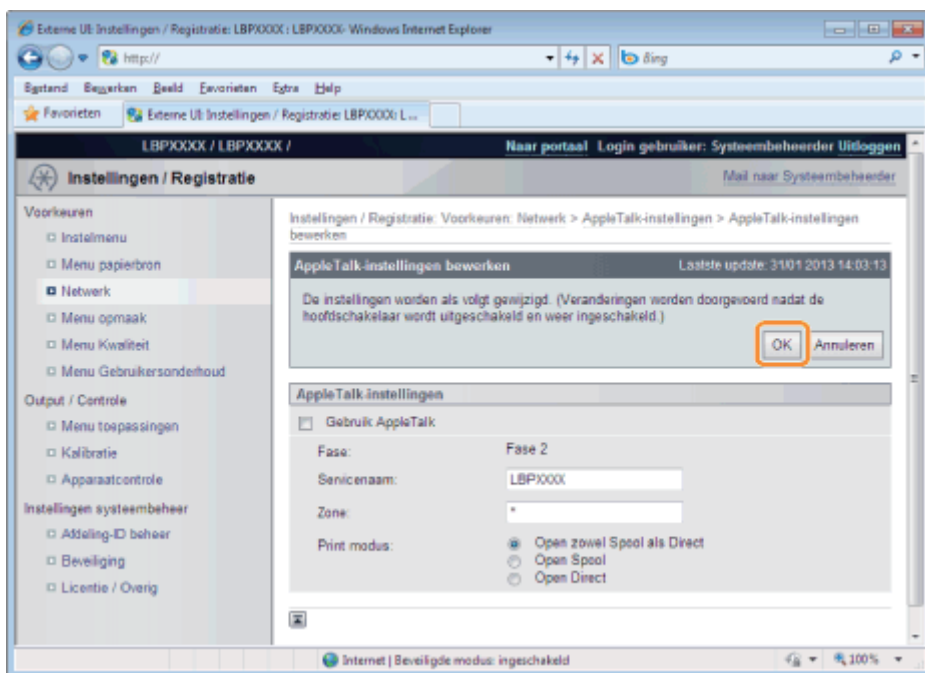 Externe UI: Instellingen / Registratie: LBPXXXX : LBPXXXX- Windows Internet Explorer
http://
Bing
Bestand Bewerken Beeld Favorieten Extra Help
Favorieten
Externe UI: Instellingen / Registratie: LBPXXXX: L...
LBPXXXX / LBPXXXX /
Naar portaal Login gebruiker: Systeembeheerder Uitloggen
Instellingen / Registratie
Mail naar Systeembeheerder
Voorkeuren
Instelmenu
Menu papierbron
Netwerk
Menu opmaak
Menu Kwaliteit
Menu Gebruikersonderhoud
Output / Controle
Menu toepassingen
Kalibratie
Apparaatcontrole
Instellingen systeembeheer
Afdeling-ID beheer
Beveiliging
Licentie / Overig
Instellingen / Registratie: Voorkeuren: Netwerk > AppleTalk-instellingen > AppleTalk-instellingen
bewerken
AppleTalk-instellingen bewerken
Laatste update: 31/01 2013 14:03:13
De instellingen worden als volgt gewijzigd. (Veranderingen worden doorgevoerd nadat de
hoofdschakelaar wordt uitgeschakeld en weer ingeschakeld.)
OK Annuleren
AppleTalk-instellingen
Gebruik AppleTalk
Fase: Fase 2
Servicenaam: LBPXXXX
Zone: *
Print modus: Open zowel Spool als Direct
Open Spool
Open Direct
Internet | Beveiligde modus: ingeschakeld
100%